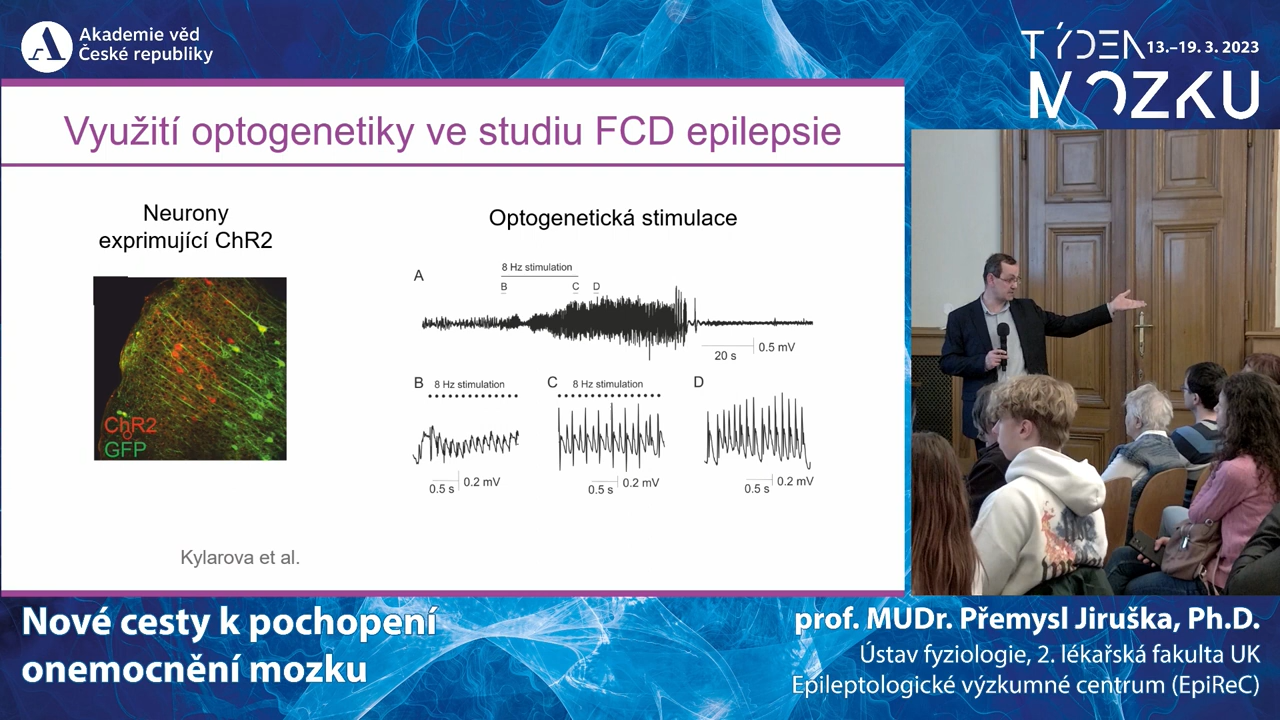 Akademie věd
České republiky
TÝDEN 13.–19. 3. 2023
MOZKU
Využití optogenetiky ve studiu FCD epilepsie
Neurony
exprimující ChR2
ChR2
GFP
Optogenetická stimulace
A
8 Hz stimulation
B C D
20 s 0.5 mV
B 8 Hz stimulation
0.5 s 0.2 mV
C 8 Hz stimulation
0.5 s 0.2 mV
D
0.5 s 0.2 mV
Kylarova et al.
Nové cesty k pochopení
onemocnění mozku
prof. MUDr. Přemysl Jiruška, Ph.D.
Ústav fyziologie, 2. lékařská fakulta UK
Epileptologické výzkumné centrum (EpiReC)